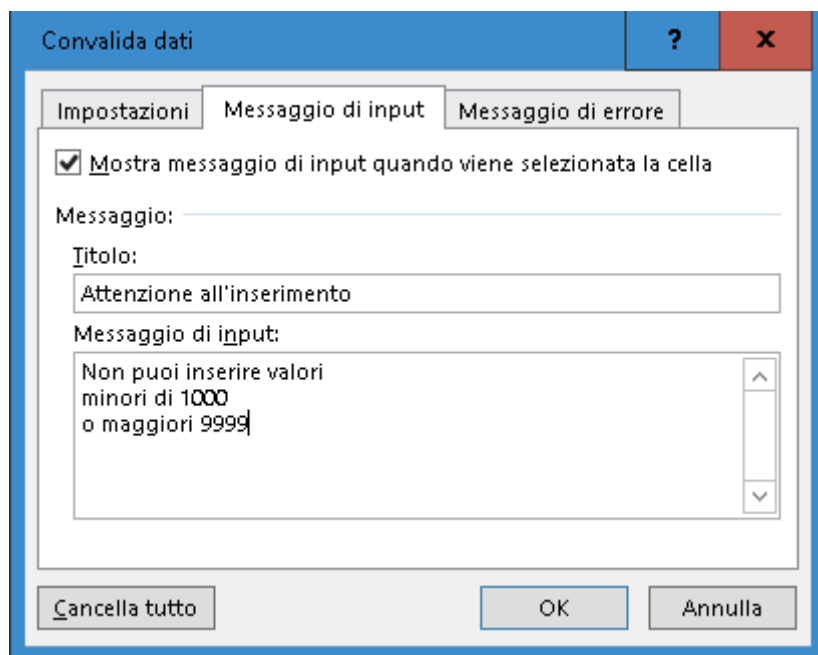 Convalida dati ? x
Impostazioni Messaggio di input Messaggio di errore
Mostra messaggio di input quando viene selezionata la cella
Messaggio:
Titolo:
Attenzione all'inserimento
Messaggio di input:
Non puoi inserire valori
minori di 1000
o maggiori 9999
Cancella tutto OK Annulla